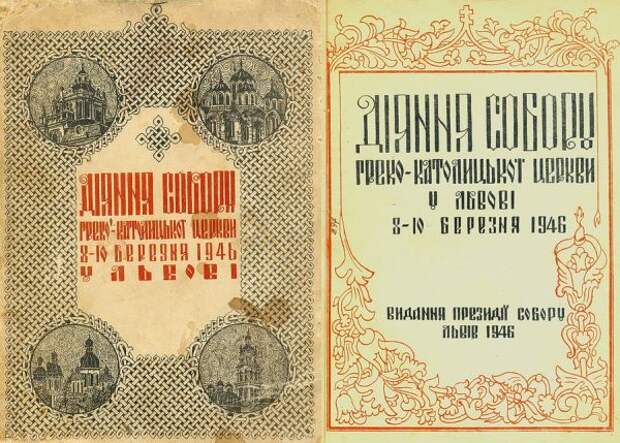 ДІЯННЯ СОБОРУ
ГРЕКО-КАТОЛИЦЬКОЇ ЦЕРКВИ
8-10 БЕРЕЗНЯ 1946
У ЛЬВОВІ
ДІЯННЯ СОБОРУ
ГРЕКО-КАТОЛИЦЬКОЇ ЦЕРКВИ
У ЛЬВОВІ
8-10 БЕРЕЗНЯ 1946
ВИДАННЯ ПРЕЗИДІЇ СОБОРУ
ЛЬВІВ 1946